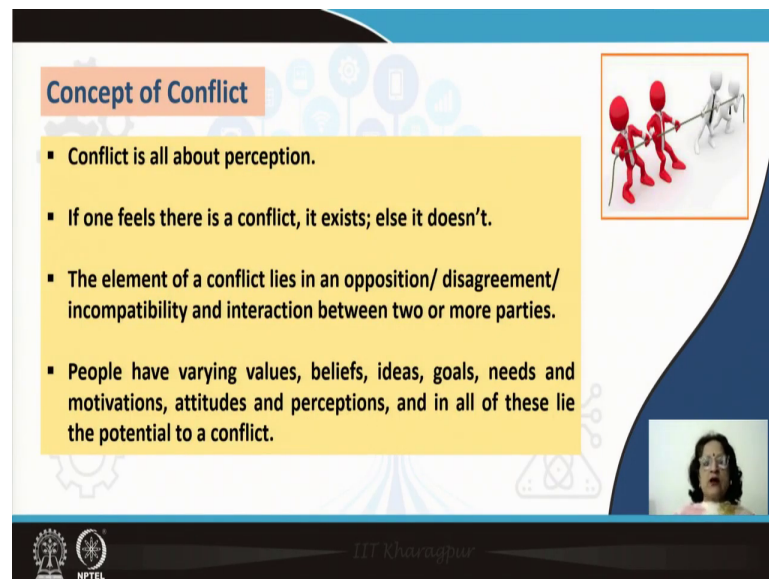 Concept of Conflict
▪ Conflict is all about perception.
▪ If one feels there is a conflict, it exists; else it doesn't.
▪ The element of a conflict lies in an opposition/ disagreement/
incompatibility and interaction between two or more parties.
▪ People have varying values, beliefs, ideas, goals, needs and
motivations, attitudes and perceptions, and in all of these lie
the potential to a conflict.
IIT Kharagpur
NPTEL